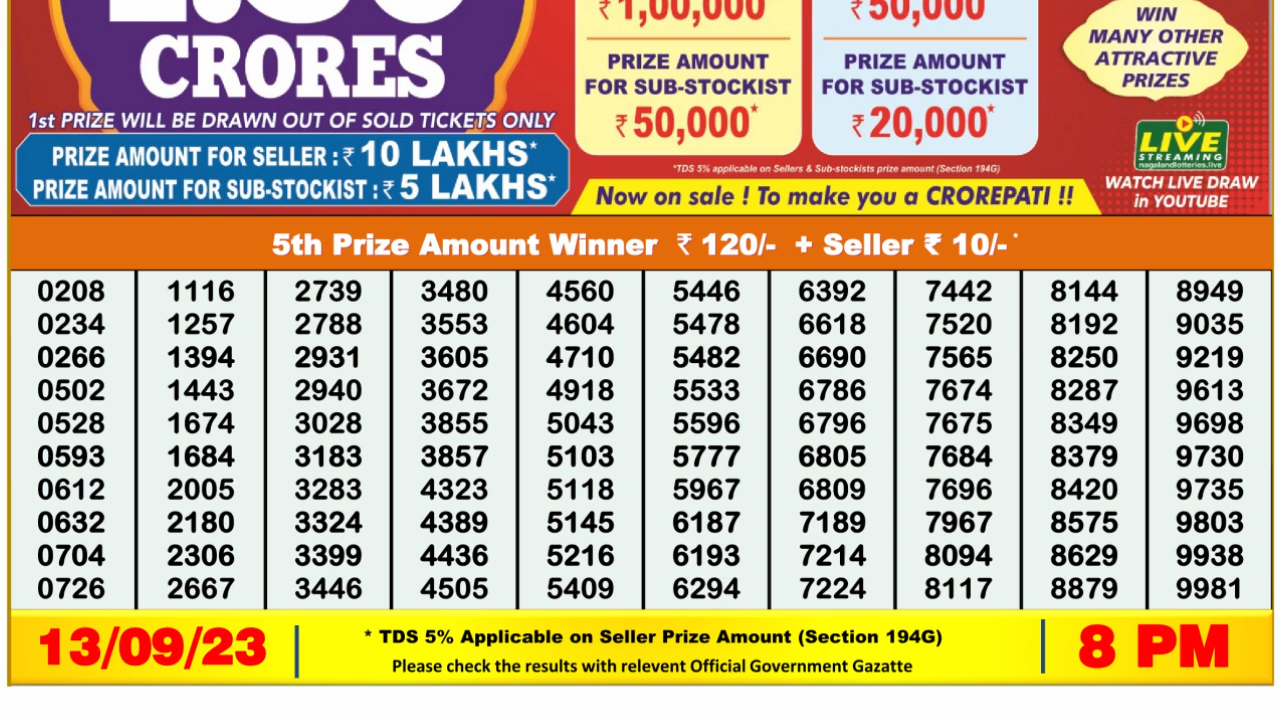 CRORES
1st PRIZE WILL BE DRAWN OUT OF SOLD TICKETS ONLY
PRIZE AMOUNT FOR SELLER : ₹ 10 LAKHS*
PRIZE AMOUNT FOR SUB-STOCKIST : ₹ 5 LAKHS*
₹ 1,00,000*
PRIZE AMOUNT
FOR SUB-STOCKIST
₹ 50,000*
₹ 50,000*
PRIZE AMOUNT
FOR SUB-STOCKIST
₹ 20,000*
*TDS 5% applicable on Sellers & Sub-stockists prize amount (Section 194G)
Now on sale ! To make you a CROREPATI !!
WIN
MANY OTHER
ATTRACTIVE
PRIZES
LIVE
STREAMING
nagalandlotteries.live
WATCH LIVE DRAW
in YOUTUBE
5th Prize Amount Winner ₹ 120/- + Seller ₹ 10/- *
0208 1116 2739 3480 4560 5446 6392 7442 8144 8949
0234 1257 2788 3553 4604 5478 6618 7520 8192 9035
0266 1394 2931 3605 4710 5482 6690 7565 8250 9219
0502 1443 2940 3672 4918 5533 6786 7674 8287 9613
0528 1674 3028 3855 5043 5596 6796 7675 8349 9698
0593 1684 3183 3857 5103 5777 6805 7684 8379 9730
0612 2005 3283 4323 5118 5967 6809 7696 8420 9735
0632 2180 3324 4389 5145 6187 7189 7967 8575 9803
0704 2306 3399 4436 5216 6193 7214 8094 8629 9938
0726 2667 3446 4505 5409 6294 7224 8117 8879 9981
13/09/23
* TDS 5% Applicable on Seller Prize Amount (Section 194G)
Please check the results with relevent Official Government Gazatte
8 PM